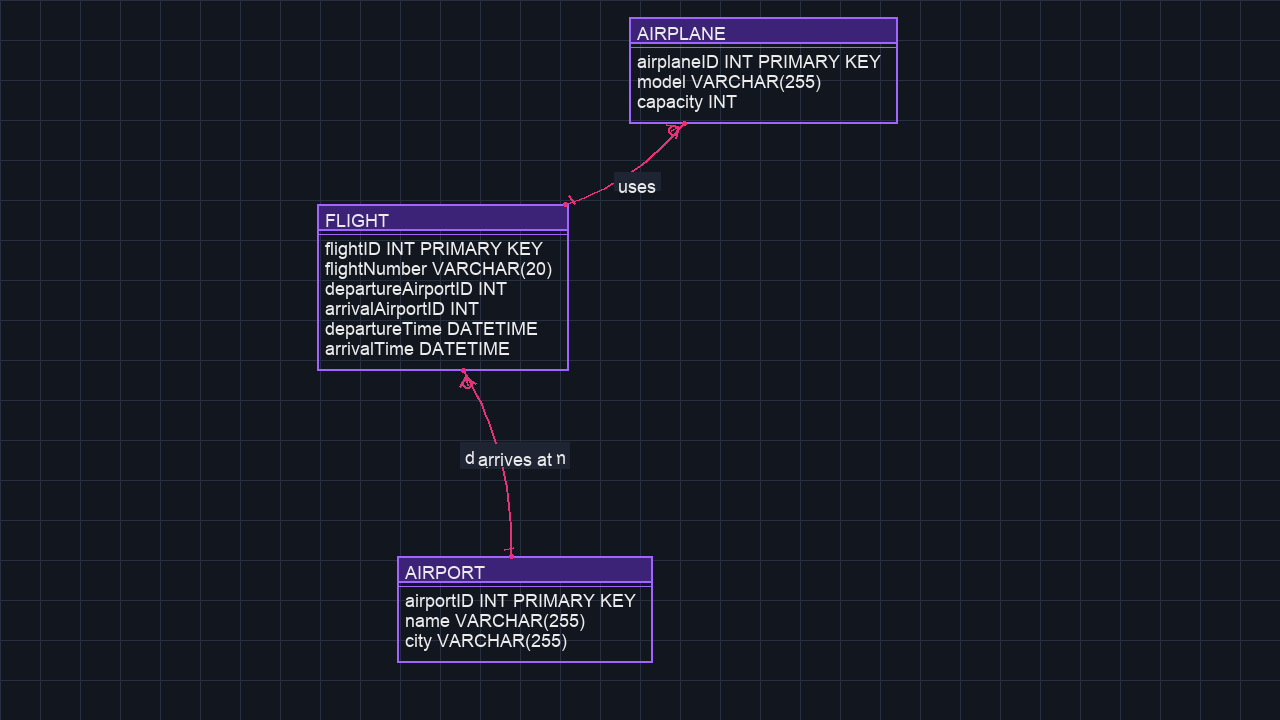 AIRPLANE
airplaneID INT PRIMARY KEY
model VARCHAR(255)
capacity INT
uses
FLIGHT
flightID INT PRIMARY KEY
flightNumber VARCHAR(20)
departureAirportID INT
arrivalAirportID INT
departureTime DATETIME
arrivalTime DATETIME
arrives at
AIRPORT
airportID INT PRIMARY KEY
name VARCHAR(255)
city VARCHAR(255)